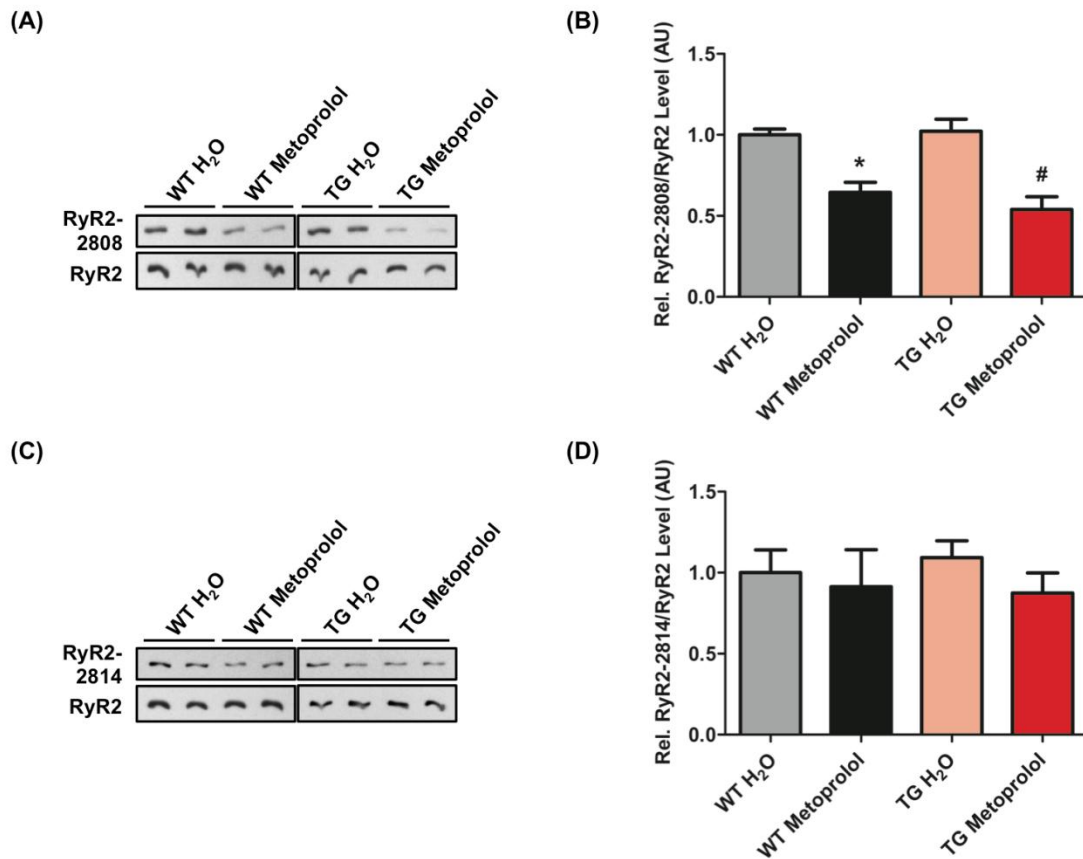 (A)
WT H₂O
WT Metoprolol
TG H₂O
TG Metoprolol
RyR2-
2808
RyR2
(B)
Rel. RyR2-2808/RyR2 Level (AU)
1.5
1.0
0.5
0.0
*
#
WT H₂O
WT Metoprolol
TG H₂O
TG Metoprolol
(C)
WT H₂O
WT Metoprolol
TG H₂O
TG Metoprolol
RyR2-
2814
RyR2
(D)
Rel. RyR2-2814/RyR2 Level (AU)
1.5
1.0
0.5
0.0
WT H₂O
WT Metoprolol
TG H₂O
TG Metoprolol